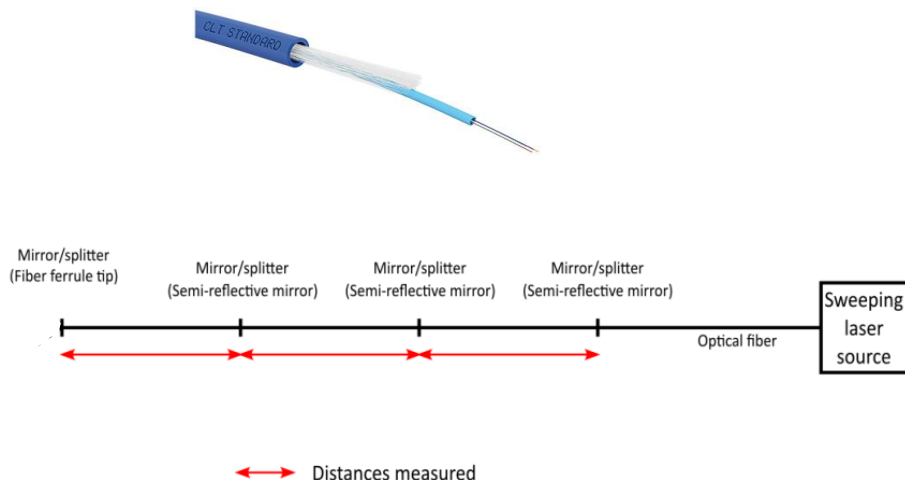 CLT STANDARD
Mirror/splitter
(Fiber ferrule tip)
Mirror/splitter
(Semi-reflective mirror)
Mirror/splitter
(Semi-reflective mirror)
Mirror/splitter
(Semi-reflective mirror)
Sweeping
laser
source
Optical fiber
Distances measured